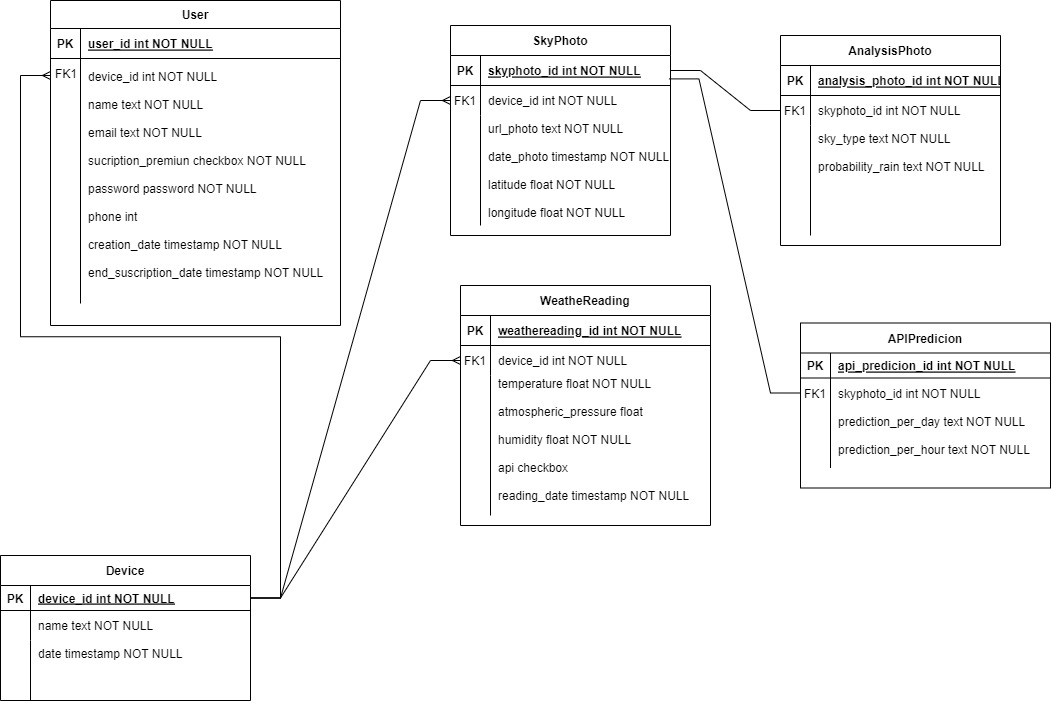 User
PK user_id int NOT NULL
FK1 device_id int NOT NULL
name text NOT NULL
email text NOT NULL
sucription_premiun checkbox NOT NULL
password password NOT NULL
phone int
creation_date timestamp NOT NULL
end_suscription_date timestamp NOT NULL
SkyPhoto
PK skyphoto_id int NOT NULL
FK1 device_id int NOT NULL
url_photo text NOT NULL
date_photo timestamp NOT NULL
latitude float NOT NULL
longitude float NOT NULL
AnalysisPhoto
PK analysis_photo_id int NOT NULL
FK1 skyphoto_id int NOT NULL
sky_type text NOT NULL
probability_rain text NOT NULL
WeatheReading
PK weathereading_id int NOT NULL
FK1 device_id int NOT NULL
temperature float NOT NULL
atmospheric_pressure float
humidity float NOT NULL
api checkbox
reading_date timestamp NOT NULL
APIPredicion
PK api_predicion_id int NOT NULL
FK1 skyphoto_id int NOT NULL
prediction_per_day text NOT NULL
prediction_per_hour text NOT NULL
Device
PK device_id int NOT NULL
name text NOT NULL
date timestamp NOT NULL